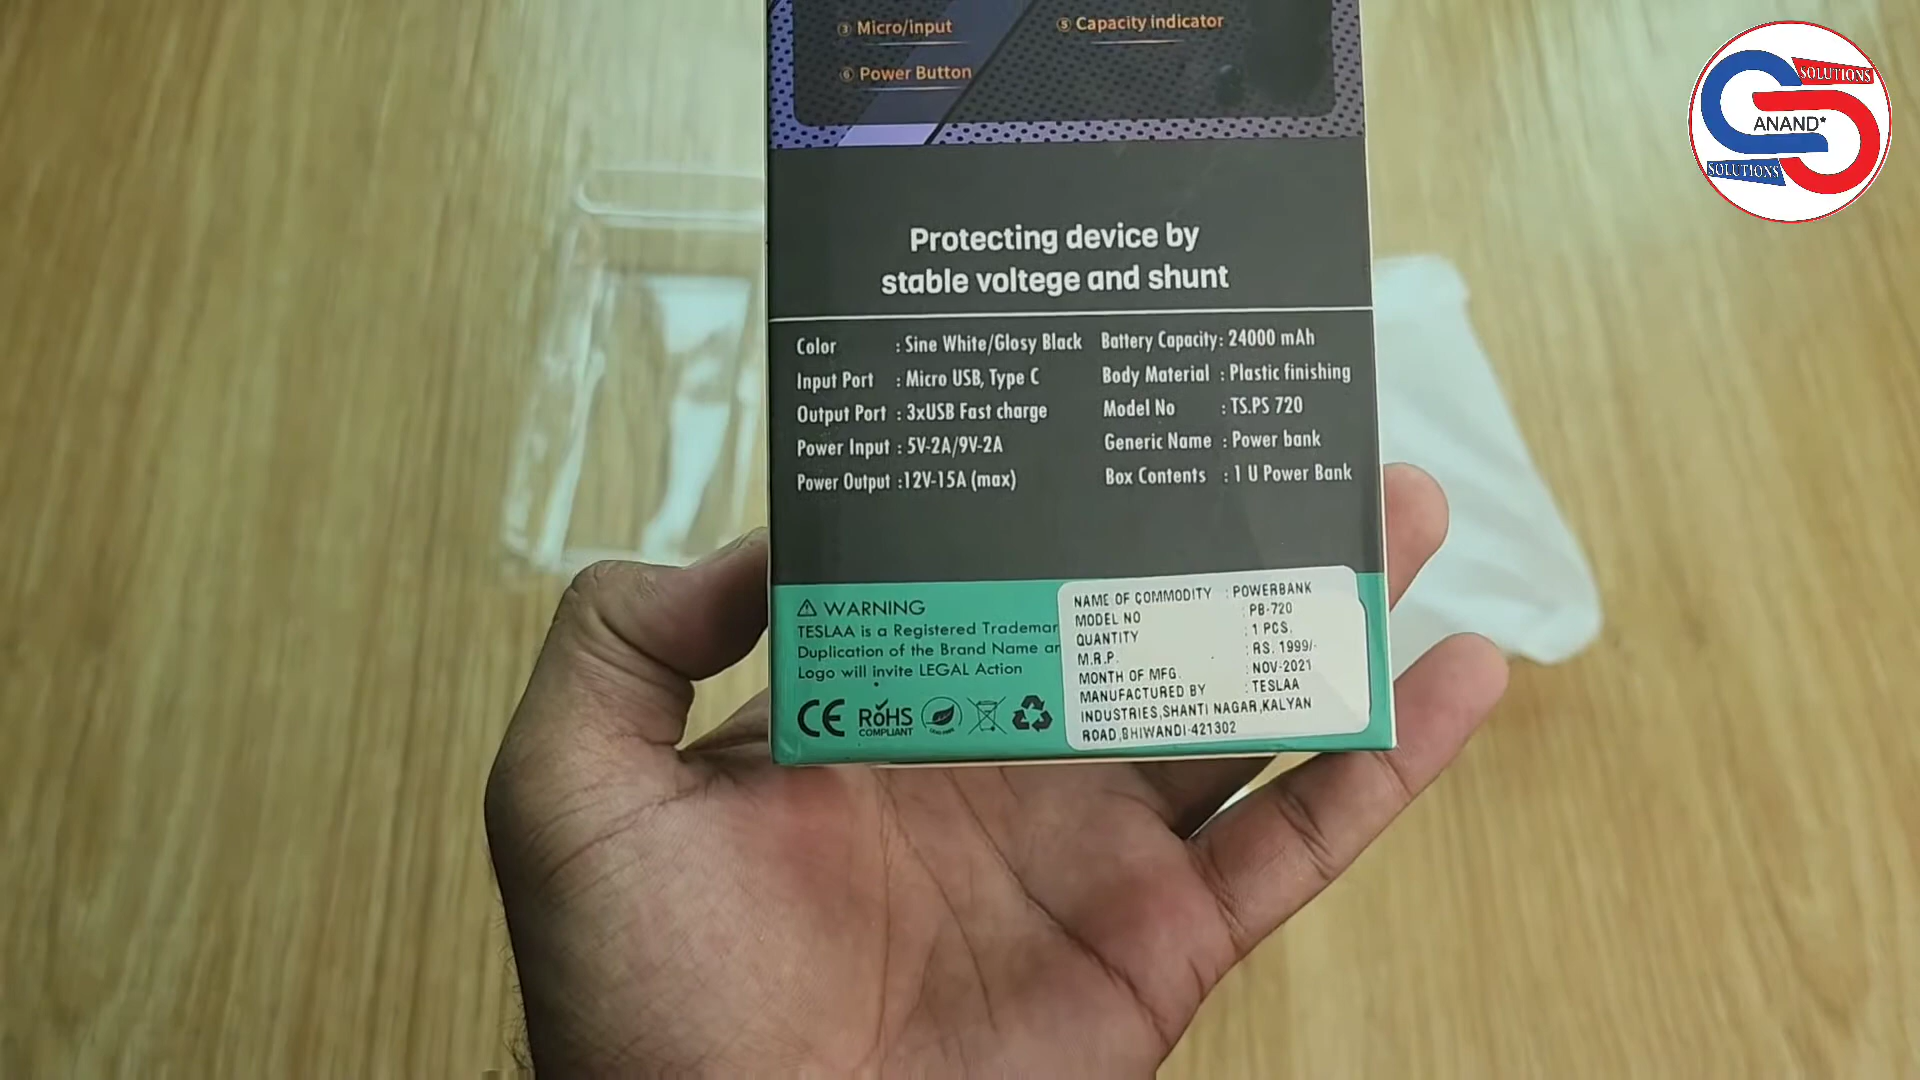 ③ Micro/input
⑤ Capacity indicator
⑥ Power Button
SOLUTIONS
ANAND*
SOLUTIONS
Protecting device by
stable voltege and shunt
Color : Sine White/Glosy Black
Input Port : Micro USB, Type C
Output Port : 3xUSB Fast charge
Power Input : 5V-2A/9V-2A
Power Output :12V-15A (max)
Battery Capacity: 24000 mAh
Body Material : Plastic finishing
Model No : TS.PS 720
Generic Name : Power bank
Box Contents : 1 U Power Bank
WARNING
TESLAA is a Registered Trademar
Duplication of the Brand Name ar
Logo will invite LEGAL Action
CE
RoHS
COMPLIANT
NAME OF COMMODITY : POWERBANK
MODEL NO : PB-720
QUANTITY : 1 PCS,
M.R.P. : RS. 1999/-
MONTH OF MFG. : NOV-2021
MANUFACTURED BY : TESLAA
INDUSTRIES,SHANTI NAGAR,KALYAN
ROAD,BHIWANDI-421302